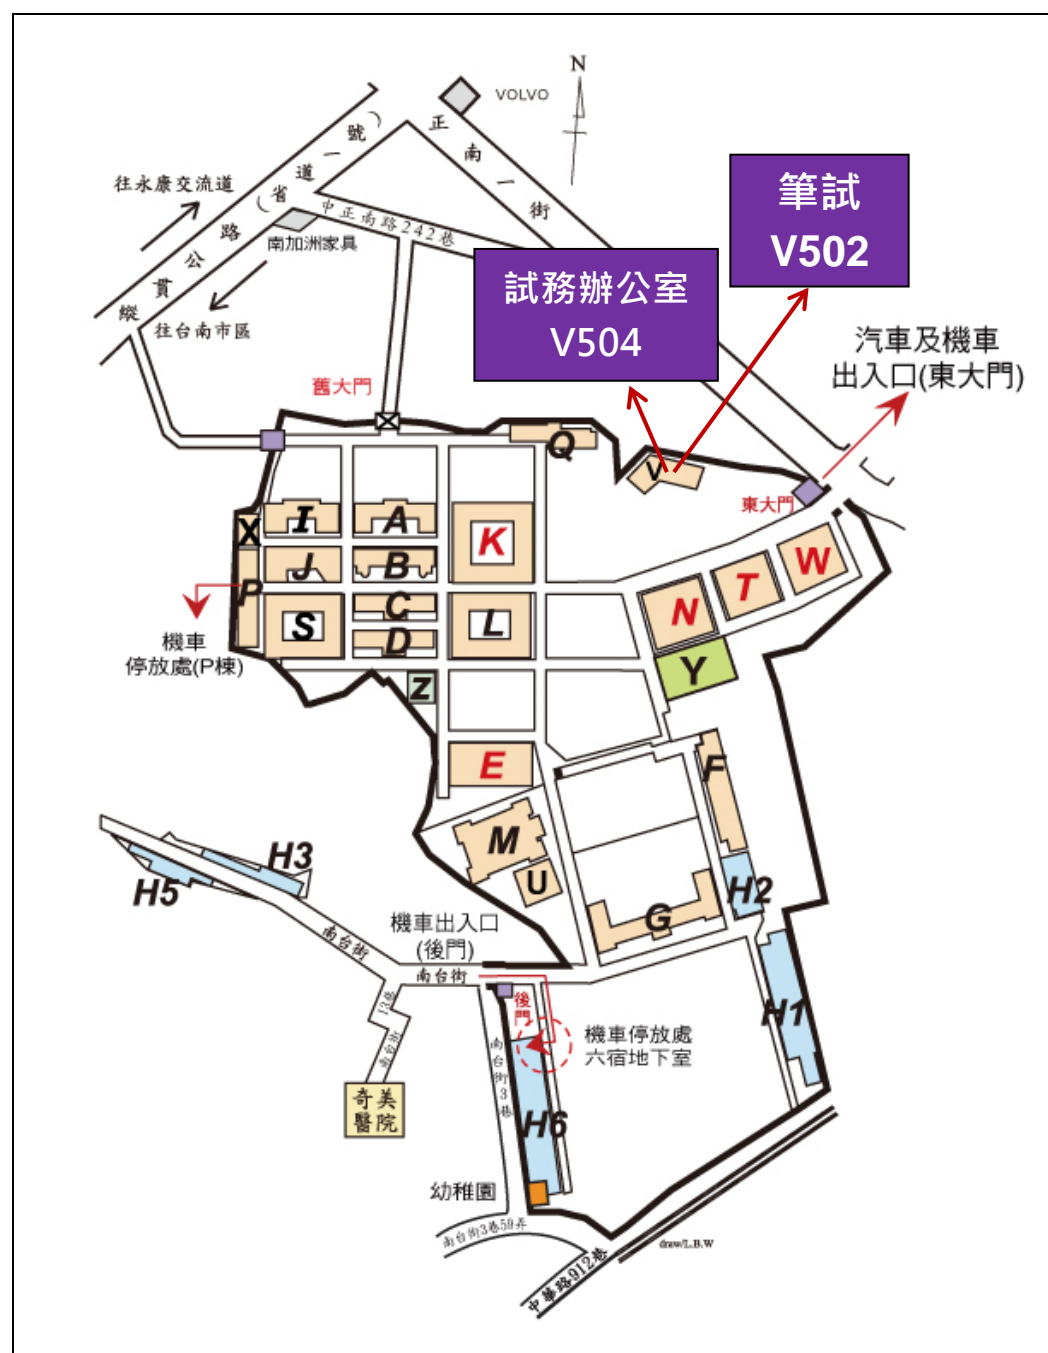 N
VOLVO
正南一街
縱貫公路(省道一號)
往永康交流道
中正南路242巷
南加洲家具
往台南市區
筆試
V502
試務辦公室
V504
汽車及機車
出入口(東大門)
舊大門
Q
V
東大門
X
I
A
K
W
J
B
T
P
C
N
S
L
D
機車
停放處(P棟)
Y
Z
E
F
M
H3
H5
U
H2
G
機車出入口
(後門)
南台街
南台街
後門
13巷
南台街
南台街3巷
H1
機車停放處
六宿地下室
奇美
醫院
H6
幼稚園
南台街3巷59弄
draw/L.B.W
中華路912巷